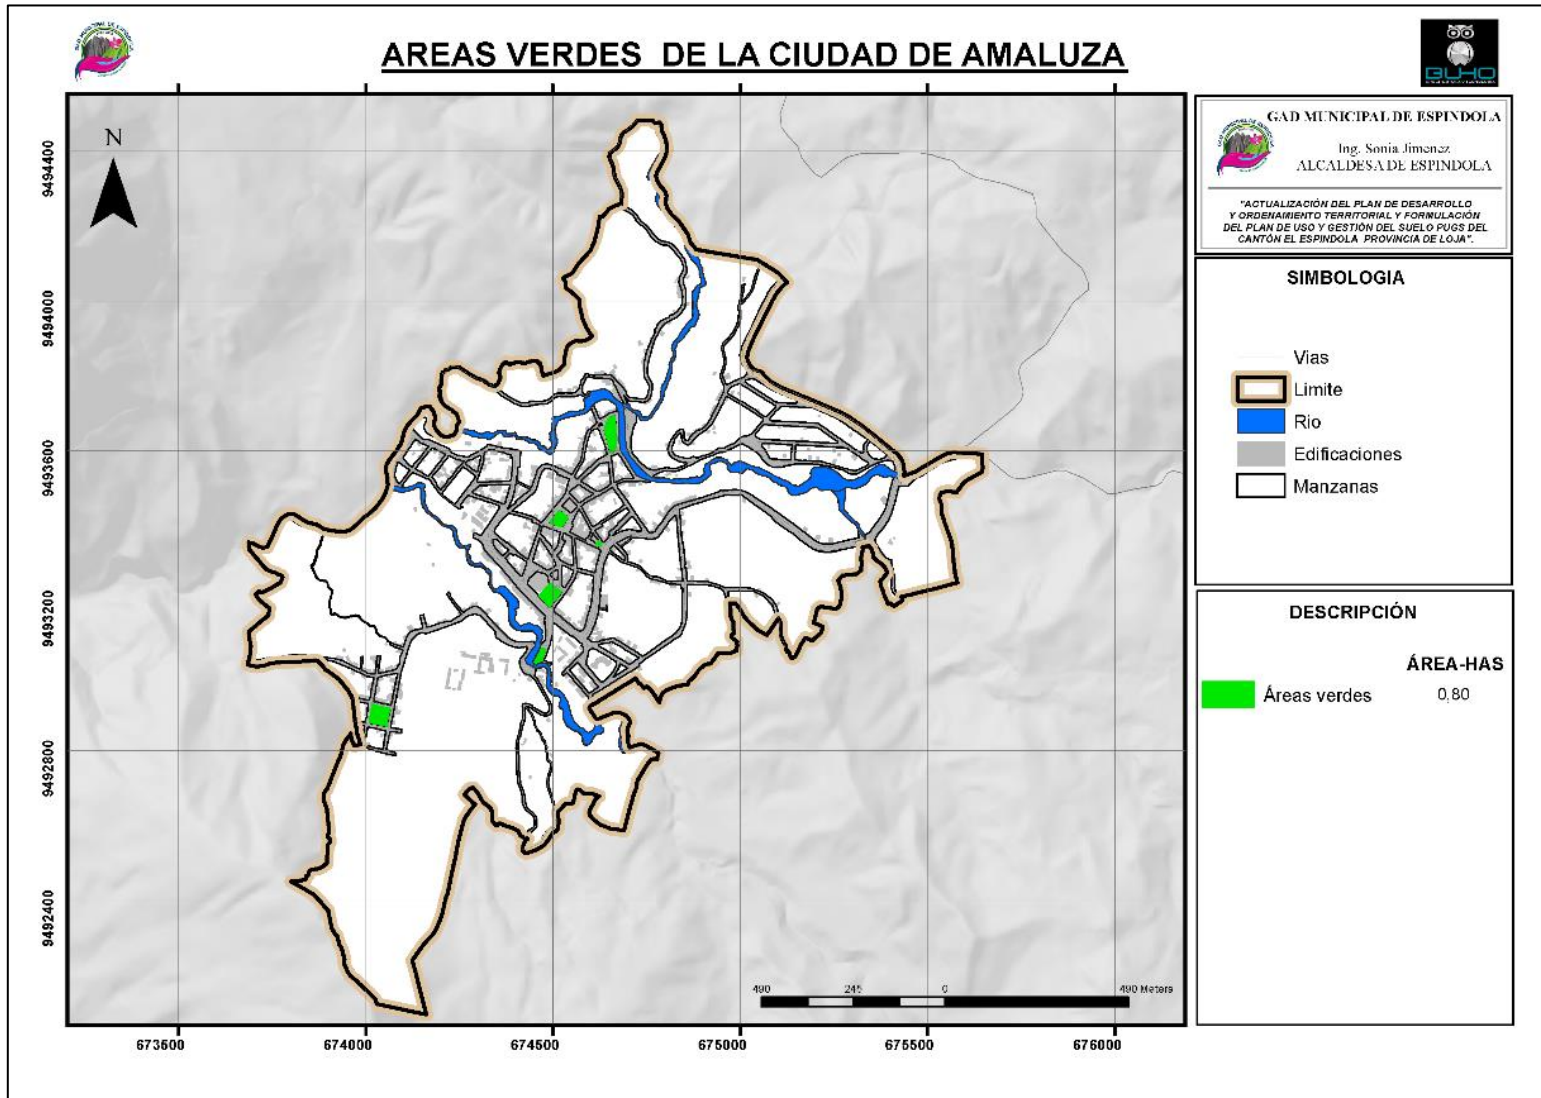 AREAS VERDES DE LA CIUDAD DE AMALUZA
BUHO
GAD MUNICIPAL DE ESPINDOLA
Ing. Sonia Jimenez
ALCALDESA DE ESPINDOLA
"ACTUALIZACIÓN DEL PLAN DE DESARROLLO
Y ORDENAMIENTO TERRITORIAL Y FORMULACIÓN
DEL PLAN DE USO Y GESTIÓN DEL SUELO PUGS DEL
CANTÓN EL ESPINDOLA PROVINCIA DE LOJA".
SIMBOLOGIA
Vias
Limite
Rio
Edificaciones
Manzanas
DESCRIPCIÓN
ÁREA-HAS
Áreas verdes 0,80
N
9494400
9494000
9493600
9493200
9492800
9492400
490 245 0 490 Meters
673500 674000 674500 675000 675500 676000